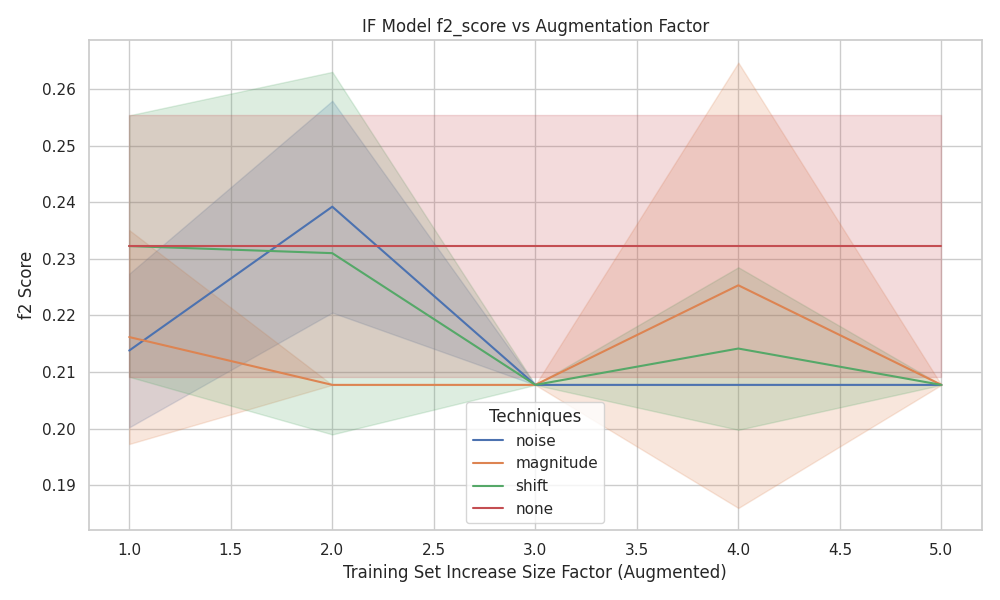 IF Model f2_score vs Augmentation Factor
0.26
0.25
0.24
0.23
0.22
0.21
0.20
0.19
f2 Score
Techniques
noise
magnitude
shift
none
1.0 1.5 2.0 2.5 3.0 3.5 4.0 4.5 5.0
Training Set Increase Size Factor (Augmented)